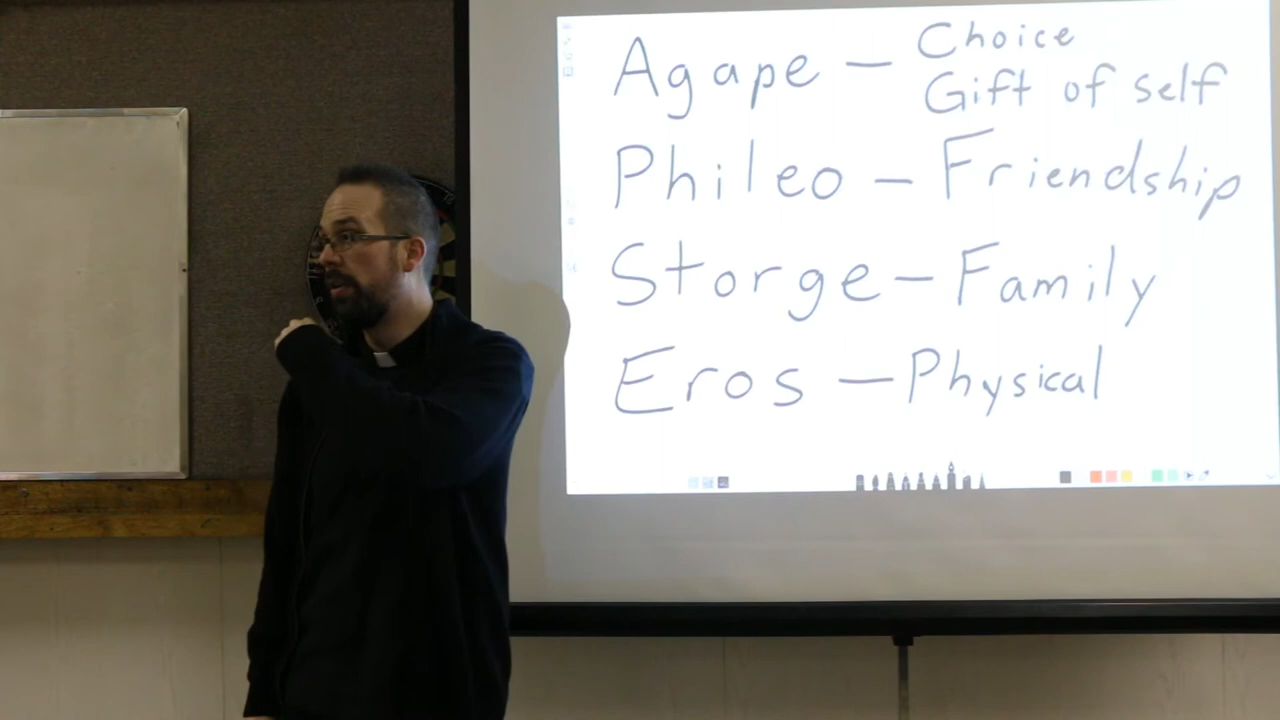 Agape — Choice
Gift of self
Phileo — Friendship
Storge — Family
Eros — Physical